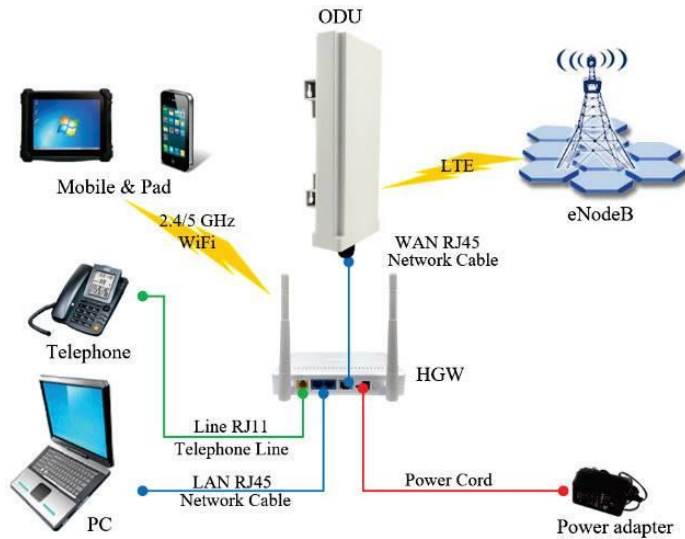 ODU
Mobile & Pad
LTE
eNodeB
2.4/5 GHz
WiFi
WAN RJ45
Network Cable
Telephone
HGW
Line RJ11
Telephone Line
LAN RJ45
Network Cable
Power Cord
PC
Power adapter